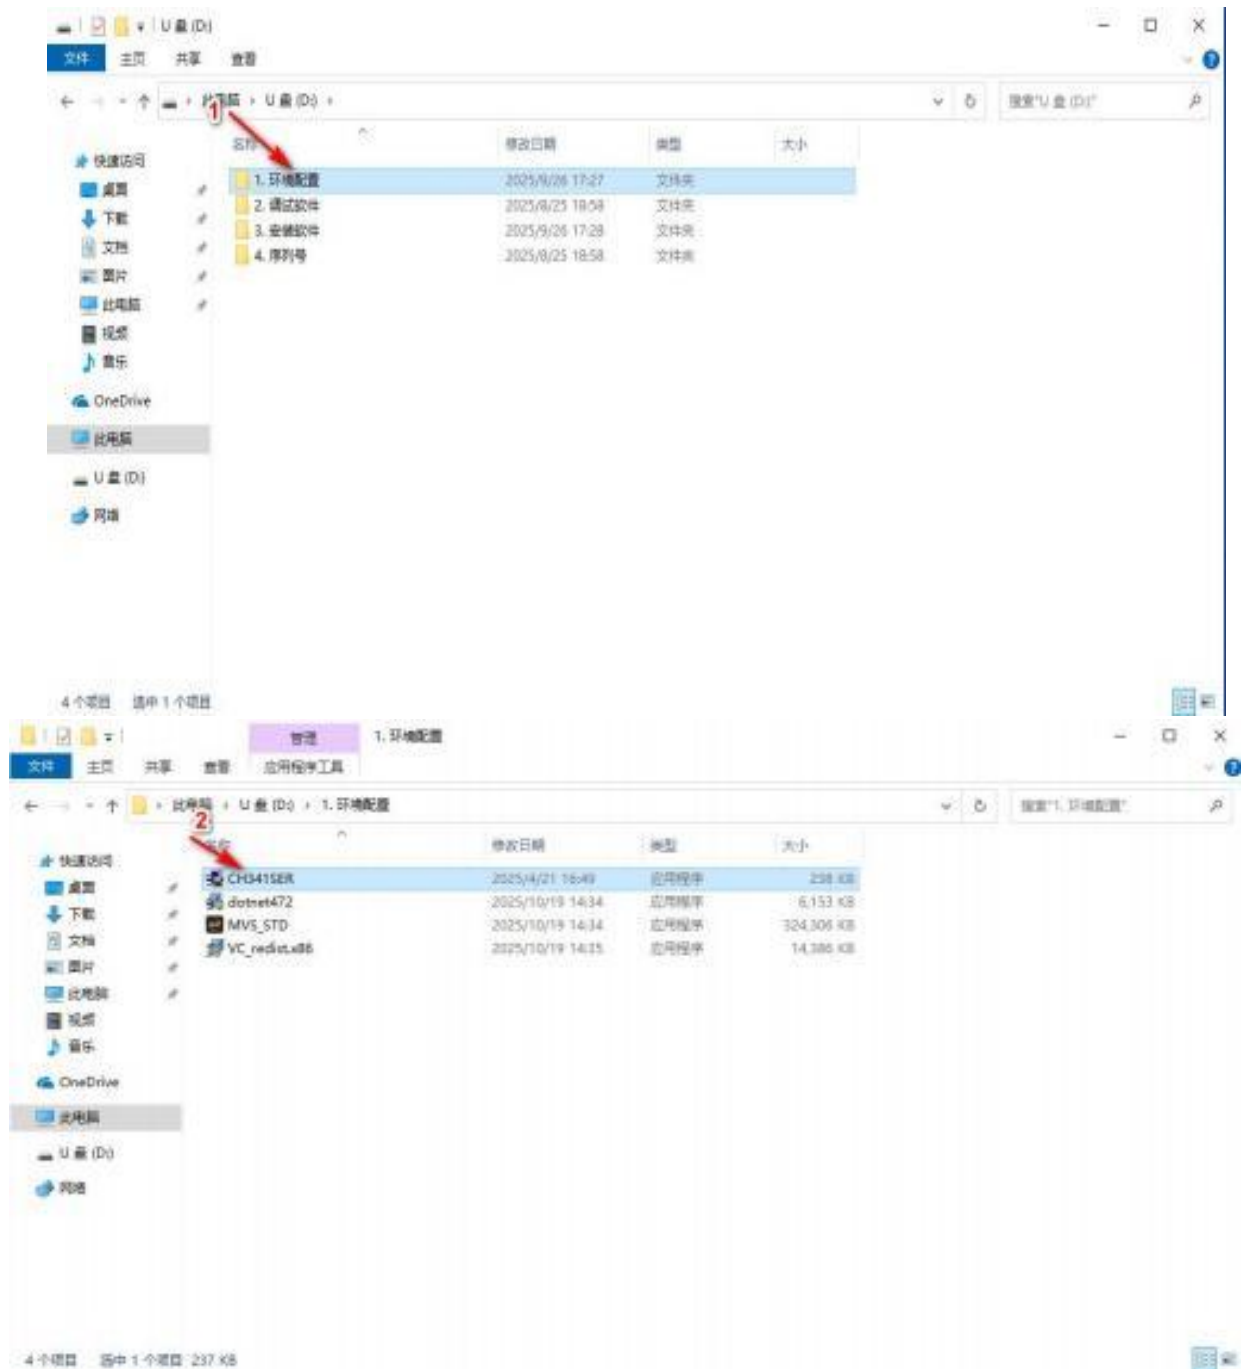 U 盘 (D:)
文件 主页 共享 查看
此电脑 › U 盘 (D:) ›
搜索"U 盘 (D:)"
1
名称 修改日期 类型 大小
快速访问
桌面
下载
文档
图片
此电脑
视频
音乐
OneDrive
此电脑
U 盘 (D:)
网络
1. 环境配置 2025/9/26 17:27 文件夹
2. 调试软件 2025/8/25 18:58 文件夹
3. 安装软件 2025/9/26 17:28 文件夹
4. 序列号 2025/8/25 18:58 文件夹
4 个项目 选中 1 个项目
管理 1. 环境配置
文件 主页 共享 查看 应用程序工具
此电脑 › U 盘 (D:) › 1. 环境配置
搜索"1. 环境配置"
2
名称 修改日期 类型 大小
快速访问
桌面
下载
文档
图片
此电脑
视频
音乐
OneDrive
此电脑
U 盘 (D:)
网络
CH341SER 2025/4/21 16:49 应用程序 238 KB
dotnet472 2025/10/19 14:34 应用程序 6,153 KB
MVS_STD 2025/10/19 14:34 应用程序 324,306 KB
VC_redist.x86 2025/10/19 14:35 应用程序 14,386 KB
4 个项目 选中 1 个项目 237 KB